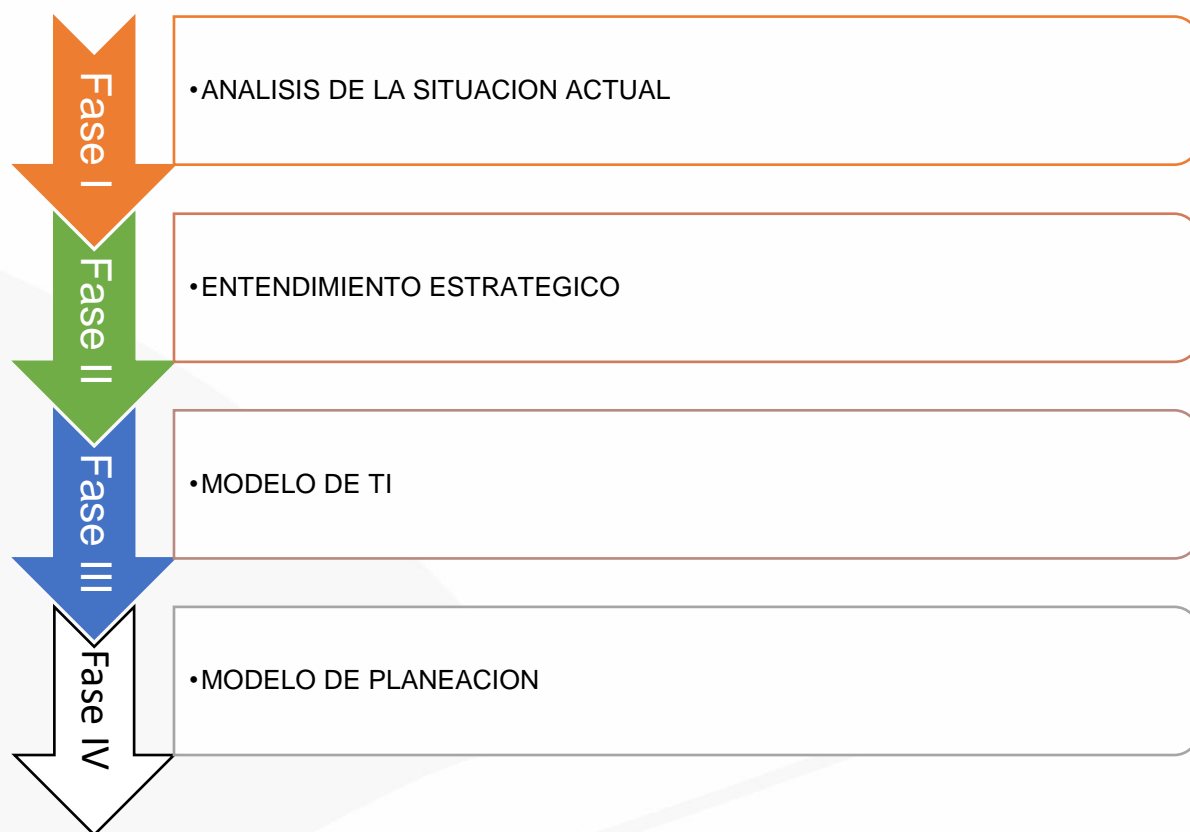 Fase I
•ANALISIS DE LA SITUACION ACTUAL
Fase II
•ENTENDIMIENTO ESTRATEGICO
Fase III
•MODELO DE TI
Fase IV
•MODELO DE PLANEACION